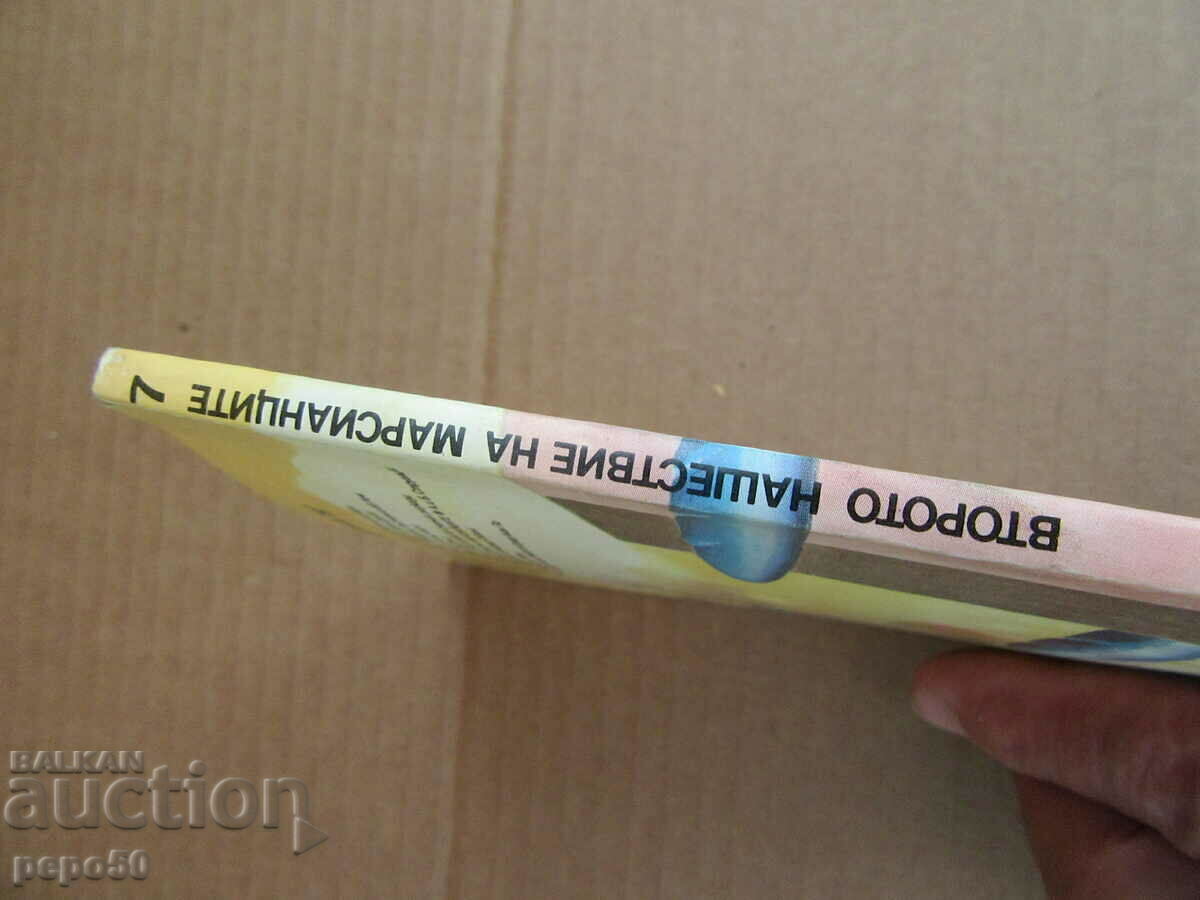 ВТОРОТО НАШЕСТВИЕ НА МАРСИАНЦИТЕ 7
BALKAN
auction
pepo50